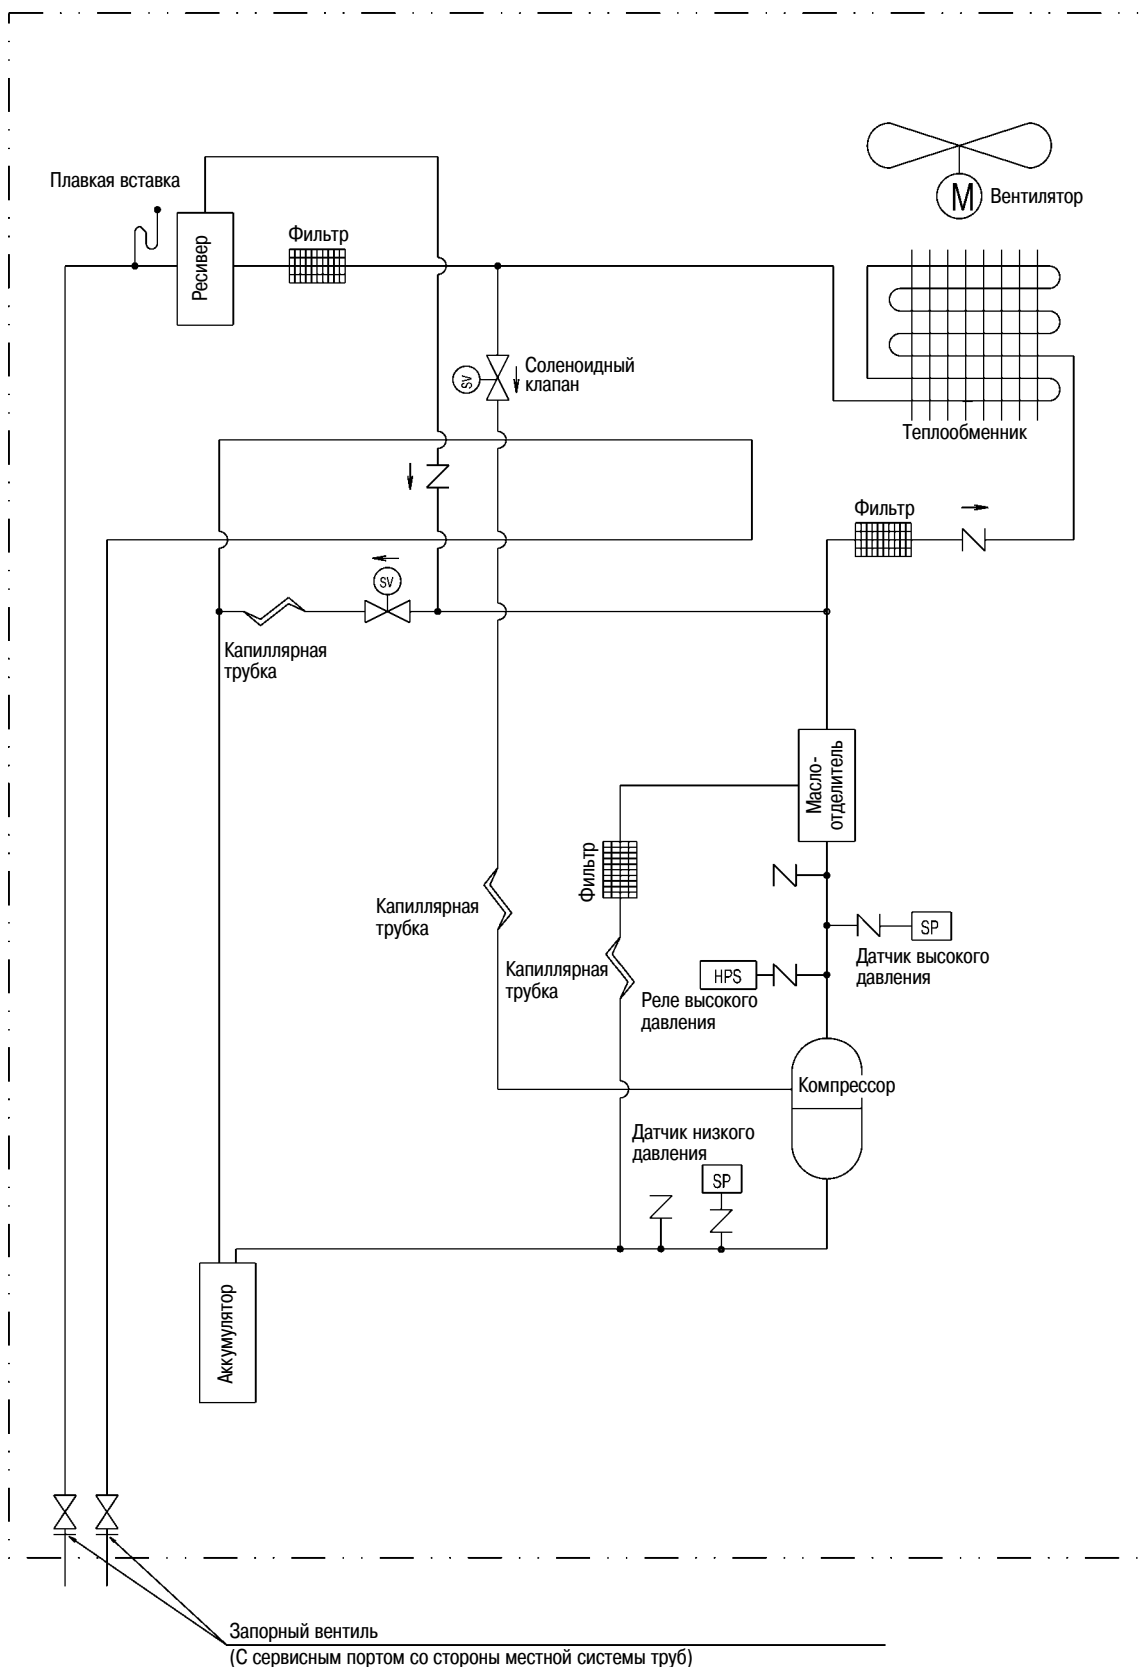 Плавкая вставка
Ресивер
Фильтр
M
Вентилятор
SV
Соленоидный
клапан
Теплообменник
Фильтр
SV
Капиллярная
трубка
Масло-
отделитель
Фильтр
Капиллярная
трубка
SP
Датчик высокого
давления
Капиллярная
трубка
HPS
Реле высокого
давления
Компрессор
Датчик низкого
давления
SP
Аккумулятор
Запорный вентиль
(С сервисным портом со стороны местной системы труб)